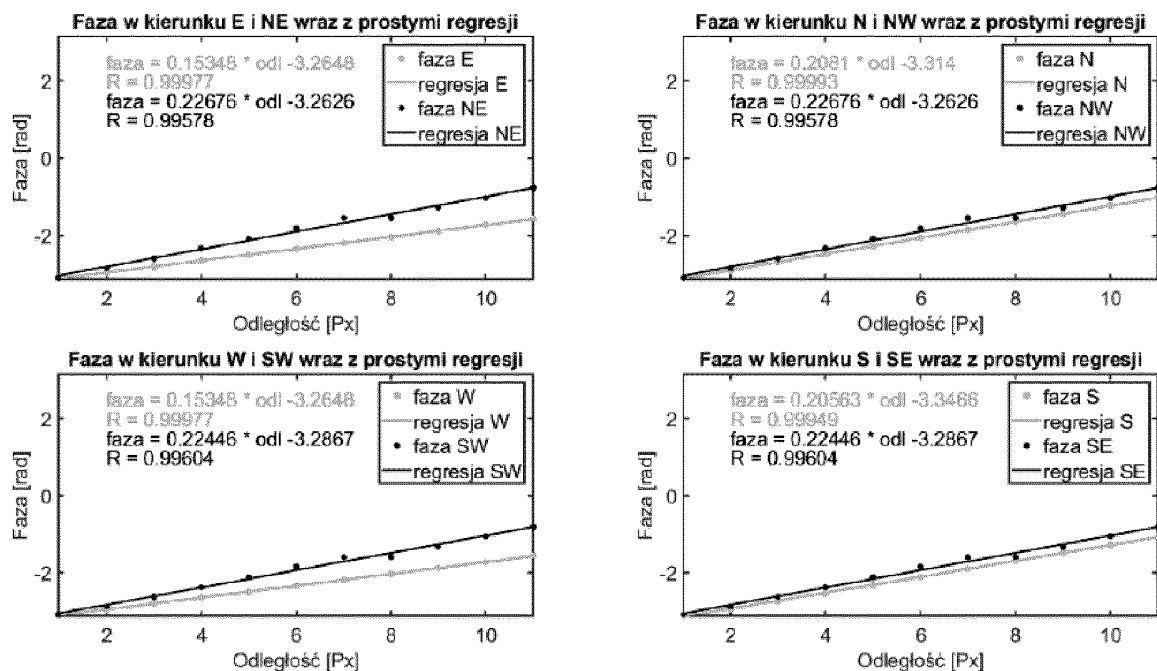 Faza w kierunku E i NE wraz z prostymi regresji
faza = 0.15348 * odl -3.2648
R = 0.99977
faza = 0.22676 * odl -3.2626
R = 0.99578
faza E
regresja E
faza NE
regresja NE
2
0
-2
Faza [rad]
2 4 6 8 10
Odległość [Px]
Faza w kierunku N i NW wraz z prostymi regresji
faza = 0.2081 * odl -3.314
R = 0.99993
faza = 0.22676 * odl -3.2626
R = 0.99578
faza N
regresja N
faza NW
regresja NW
2
0
-2
Faza [rad]
2 4 6 8 10
Odległość [Px]
Faza w kierunku W i SW wraz z prostymi regresji
faza = 0.15348 * odl -3.2648
R = 0.99977
faza = 0.22446 * odl -3.2867
R = 0.99604
faza W
regresja W
faza SW
regresja SW
2
0
-2
Faza [rad]
2 4 6 8 10
Odległość [Px]
Faza w kierunku S i SE wraz z prostymi regresji
faza = 0.20563 * odl -3.3466
R = 0.99949
faza = 0.22446 * odl -3.2867
R = 0.99604
faza S
regresja S
faza SE
regresja SE
2
0
-2
Faza [rad]
2 4 6 8 10
Odległość [Px]